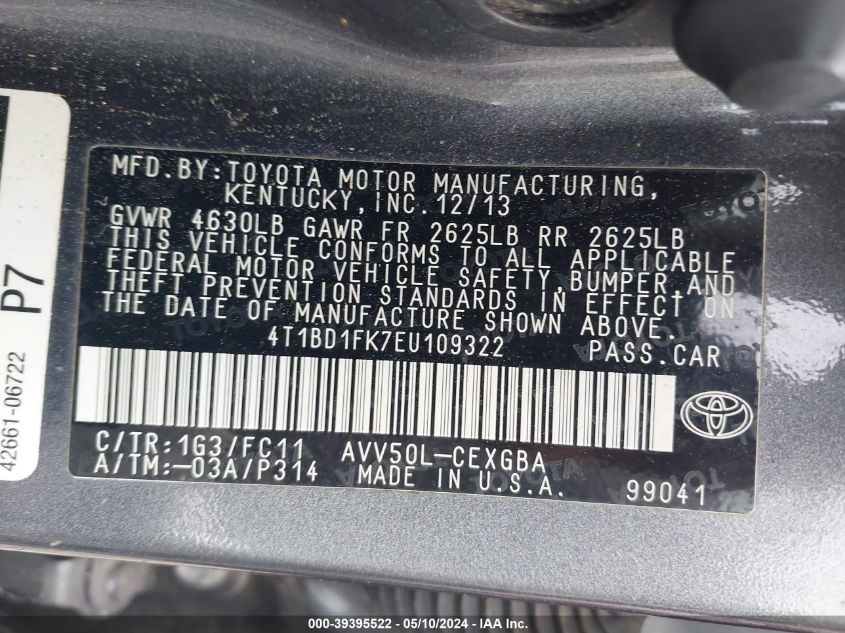 MFD.BY:TOYOTA MOTOR MANUFACTURING,
KENTUCKY,INC.12/13
GVWR 4630LB GAWR FR 2625LB RR 2625LB
THIS VEHICLE CONFORMS TO ALL APPLICABLE
FEDERAL MOTOR VEHICLE SAFETY,BUMPER,AND
THEFT PREVENTION STANDARDS IN EFFECT ON
THE DATE OF MANUFACTURE SHOWN ABOVE.
4T1BD1FK7EU109322 PASS.CAR
C/TR:1G3/FC11 AVV50L-CEXGBA
A/TM:-03A/P314 MADE IN U.S.A. 99041
P7
42661-06722
000-39395522 - 05/10/2024 - IAA Inc.